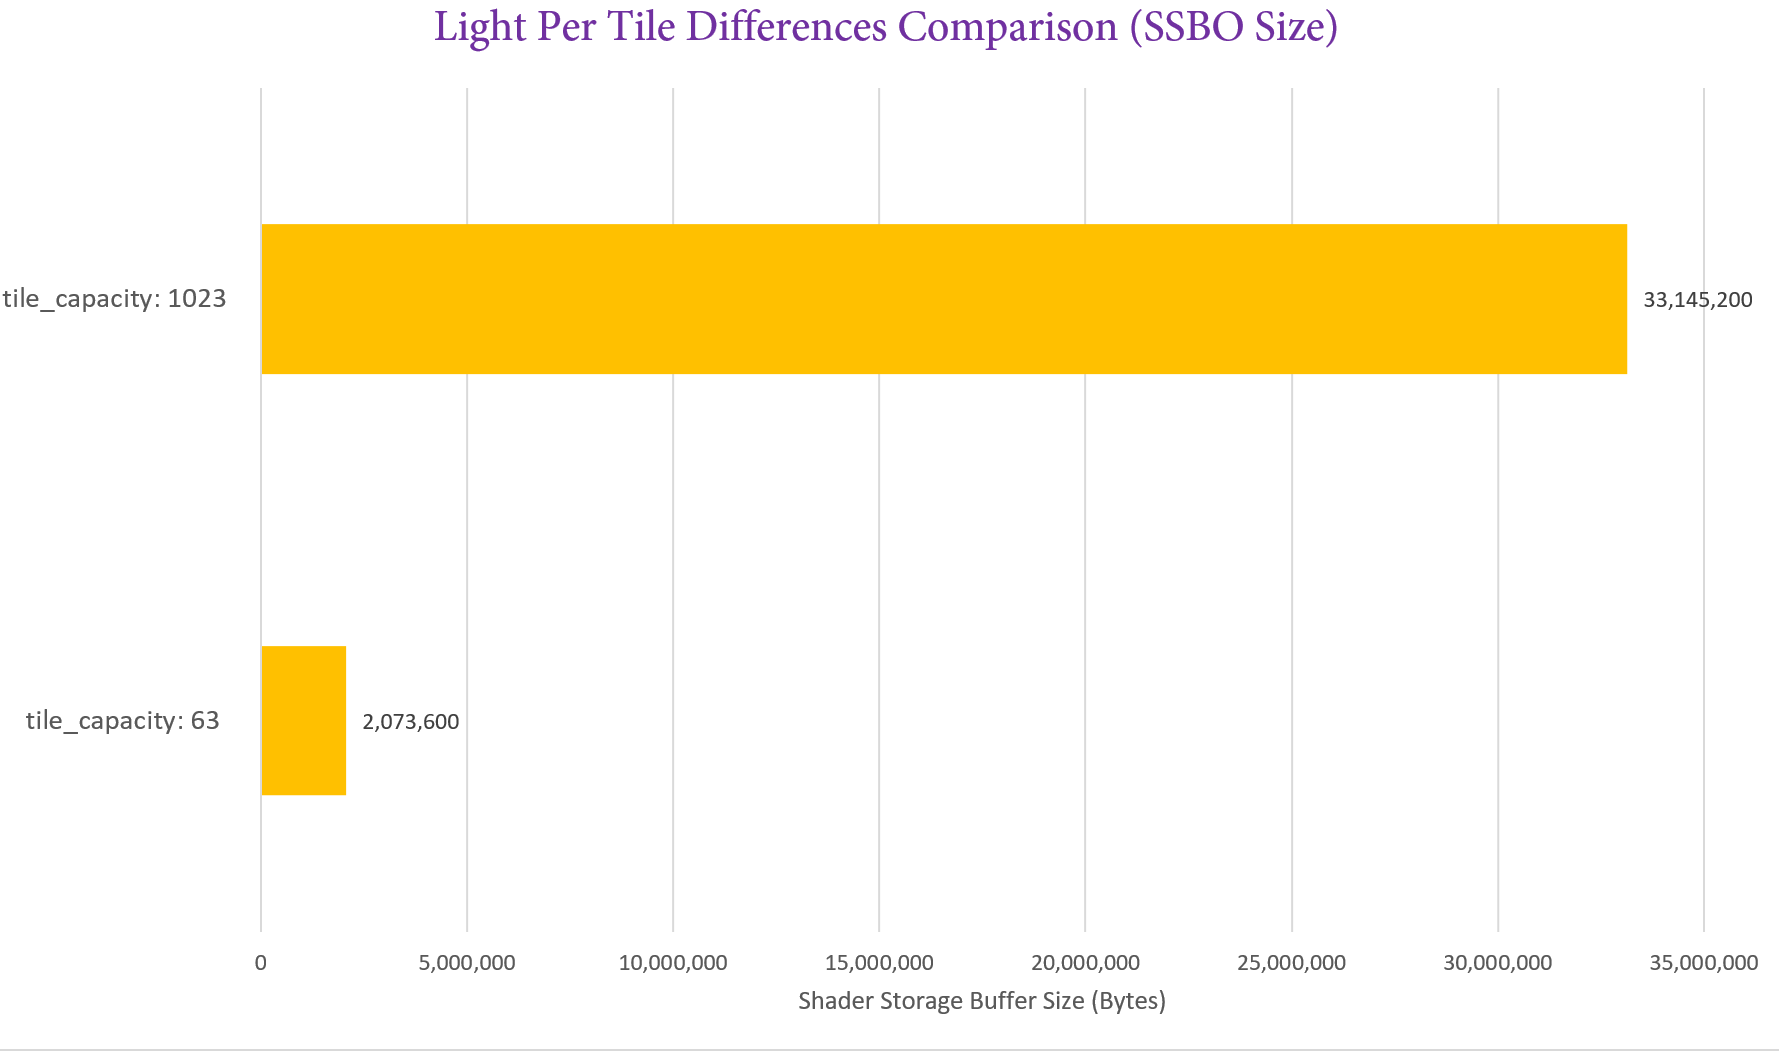 Light Per Tile Differences Comparison (SSBO Size)
tile_capacity: 1023
33,145,200
tile_capacity: 63
2,073,600
0 5,000,000 10,000,000 15,000,000 20,000,000 25,000,000 30,000,000 35,000,000
Shader Storage Buffer Size (Bytes)